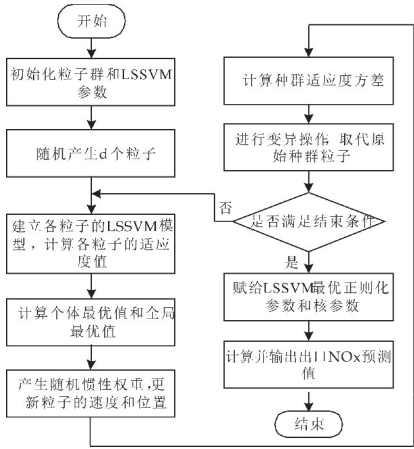 开始
初始化粒子群和LSSVM
参数
随机产生d个粒子
建立各粒子的LSSVM模
型，计算各粒子的适应
度值
计算个体最优值和全局
最优值
产生随机惯性权重，更
新粒子的速度和位置
计算种群适应度方差
进行变异操作，取代原
始种群粒子
否
是否满足结束条件
是
赋给LSSVM最优正则化
参数和核参数
计算并输出出口NOx预测
值
结束